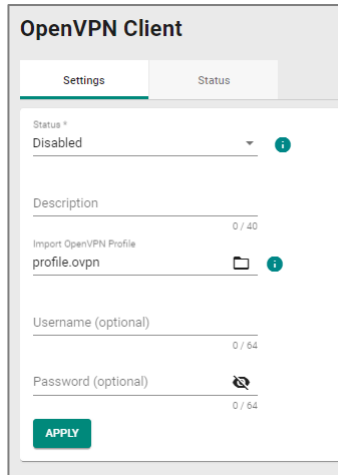 OpenVPN Client
Settings Status
Status *
Disabled
Description
0 / 40
Import OpenVPN Profile
profile.ovpn
Username (optional)
0 / 64
Password (optional)
0 / 64
APPLY